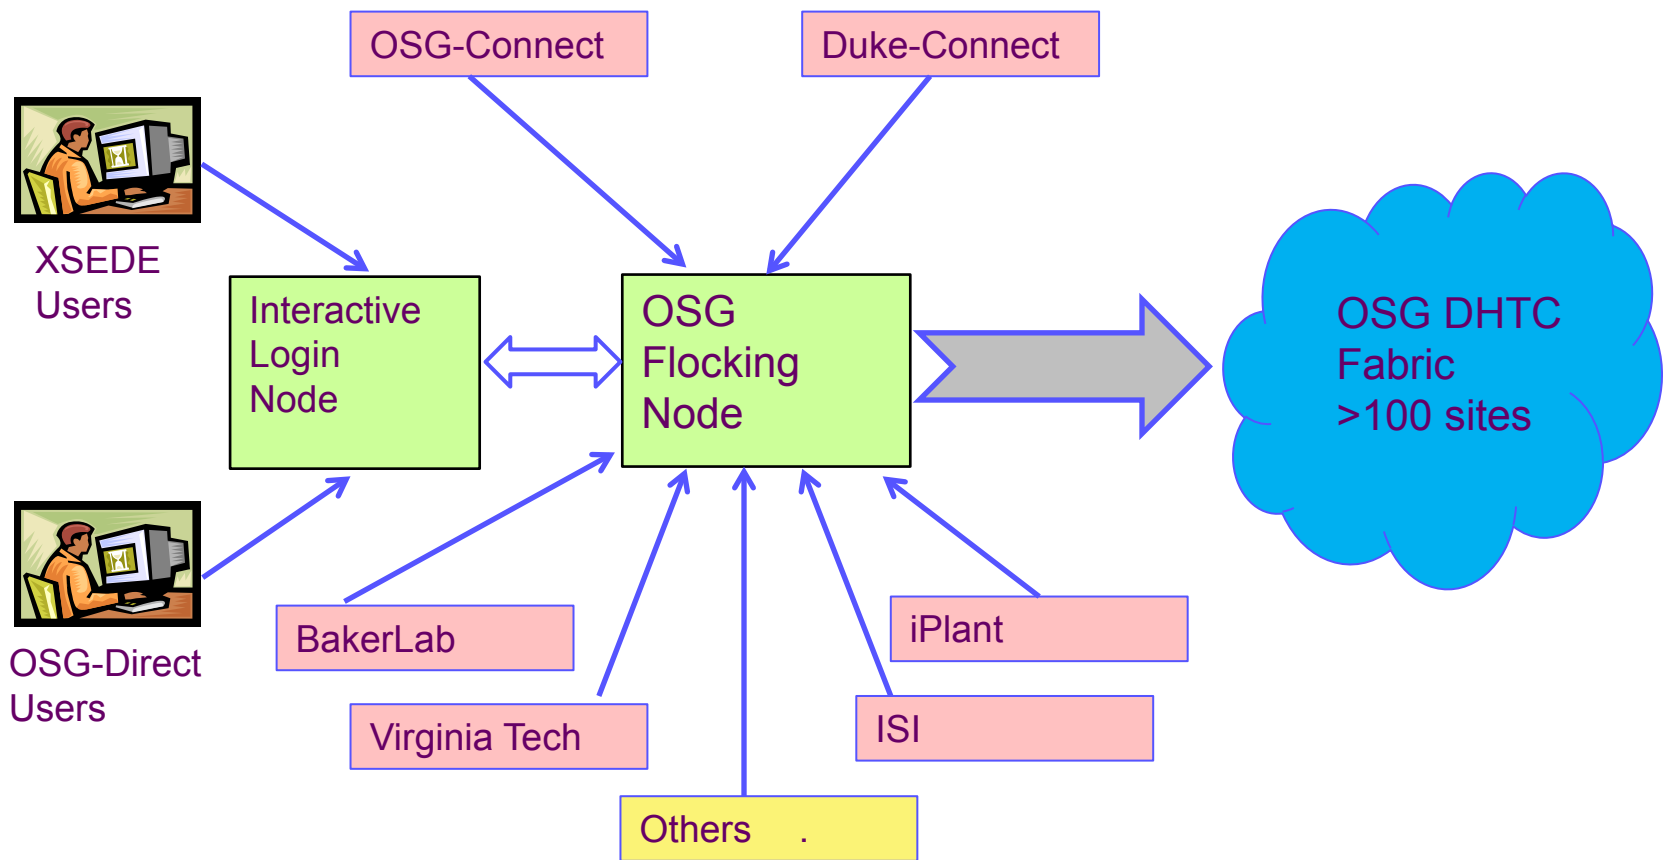 OSG-Connect
Duke-Connect
XSEDE
Users
Interactive
Login
Node
OSG
Flocking
Node
OSG DHTC
Fabric
>100 sites
OSG-Direct
Users
BakerLab
iPlant
Virginia Tech
ISI
Others .